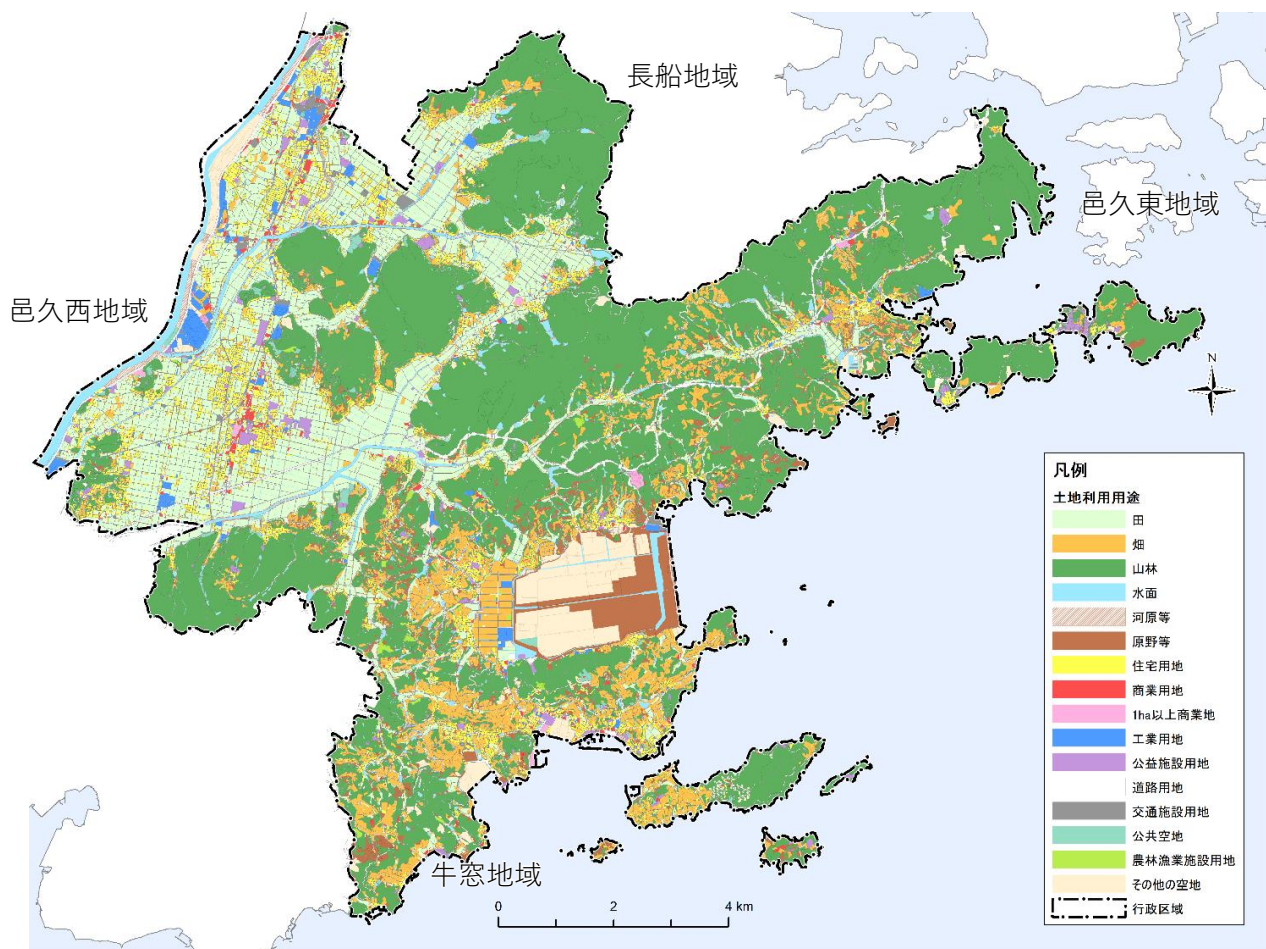 長船地域
邑久東地域
邑久西地域
N
凡例
土地利用用途
田
畑
山林
水面
河原等
原野等
住宅用地
商業用地
1ha以上商業地
工業用地
公益施設用地
道路用地
交通施設用地
公共空地
農林漁業施設用地
その他の空地
行政区域
牛窓地域
0 2 4 km